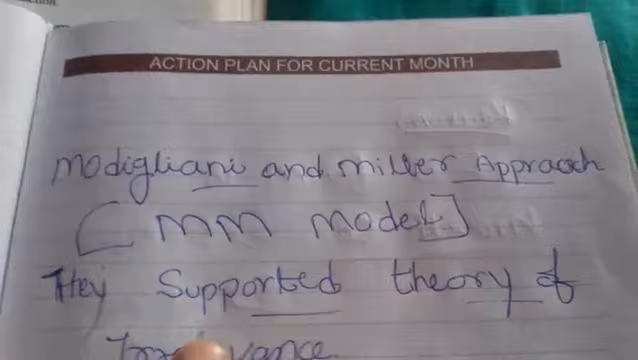 ACTION PLAN FOR CURRENT MONTH
Modigliani and miller Approach
[MM Model]
They Supported theory of